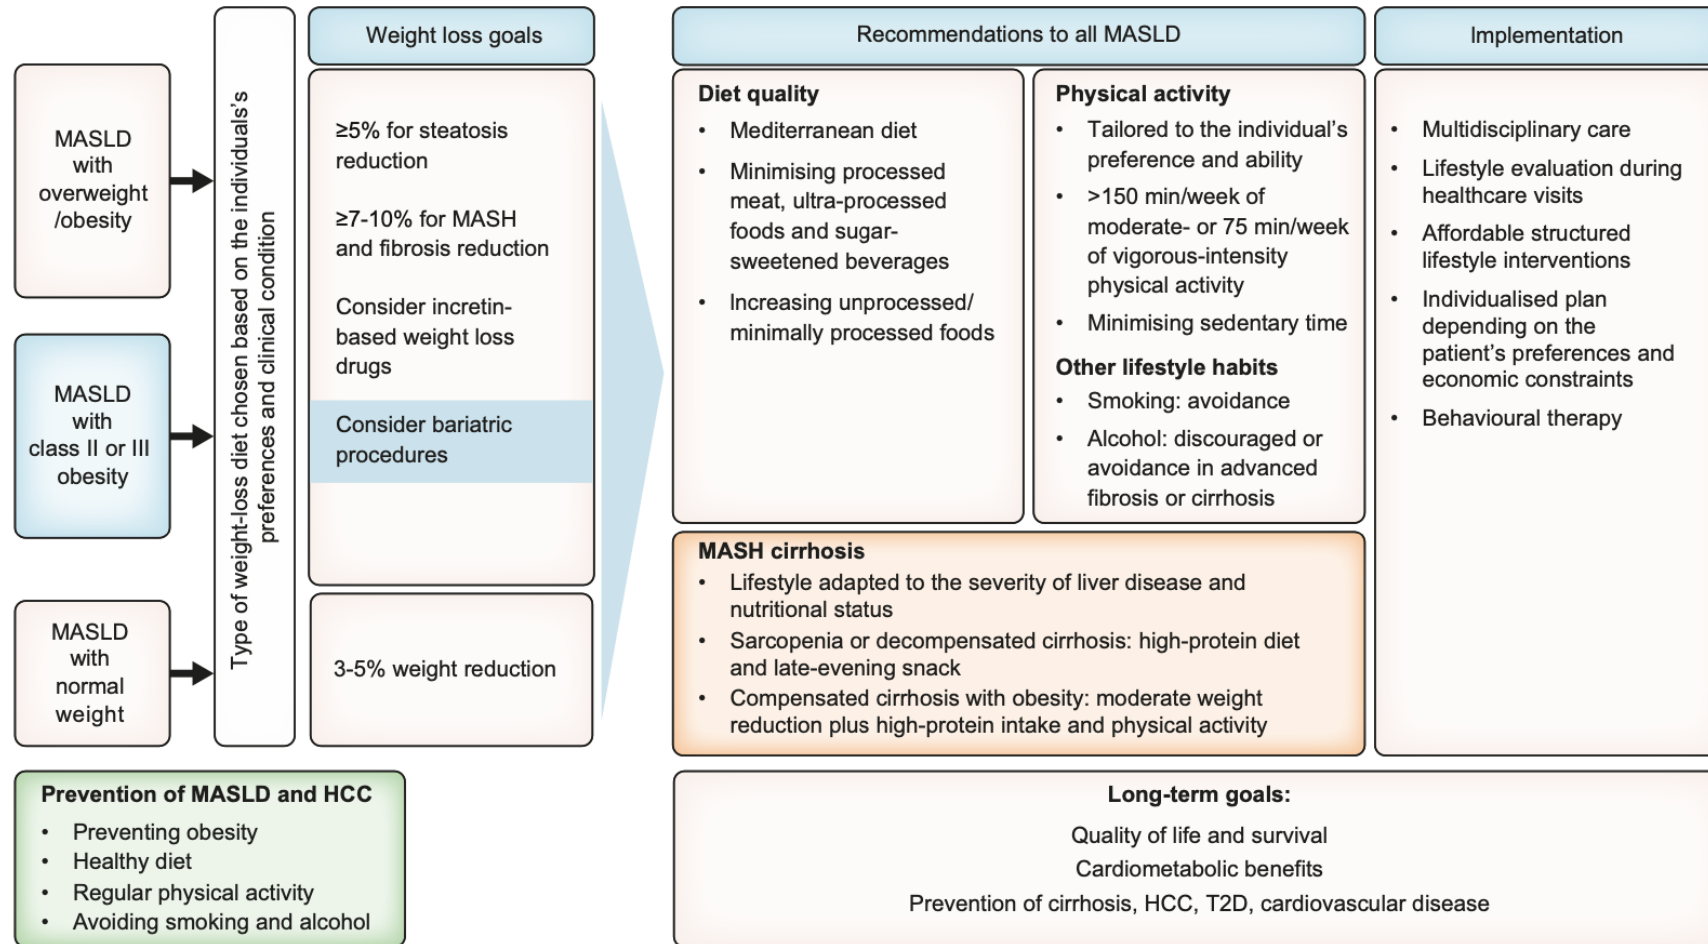 MASLD
with
overweight
/obesity
MASLD
with
class II or III
obesity
MASLD
with
normal
weight
Type of weight-loss diet chosen based on the individuals's
preferences and clinical condition
Weight loss goals
≥5% for steatosis
reduction
≥7-10% for MASH
and fibrosis reduction
Consider incretin-
based weight loss
drugs
Consider bariatric
procedures
3-5% weight reduction
Recommendations to all MASLD
Diet quality
• Mediterranean diet
• Minimising processed
meat, ultra-processed
foods and sugar-
sweetened beverages
• Increasing unprocessed/
minimally processed foods
Physical activity
• Tailored to the individual's
preference and ability
• >150 min/week of
moderate- or 75 min/week
of vigorous-intensity
physical activity
• Minimising sedentary time
Other lifestyle habits
• Smoking: avoidance
• Alcohol: discouraged or
avoidance in advanced
fibrosis or cirrhosis
MASH cirrhosis
• Lifestyle adapted to the severity of liver disease and
nutritional status
• Sarcopenia or decompensated cirrhosis: high-protein diet
and late-evening snack
• Compensated cirrhosis with obesity: moderate weight
reduction plus high-protein intake and physical activity
Implementation
• Multidisciplinary care
• Lifestyle evaluation during
healthcare visits
• Affordable structured
lifestyle interventions
• Individualised plan
depending on the
patient's preferences and
economic constraints
• Behavioural therapy
Prevention of MASLD and HCC
• Preventing obesity
• Healthy diet
• Regular physical activity
• Avoiding smoking and alcohol
Long-term goals:
Quality of life and survival
Cardiometabolic benefits
Prevention of cirrhosis, HCC, T2D, cardiovascular disease